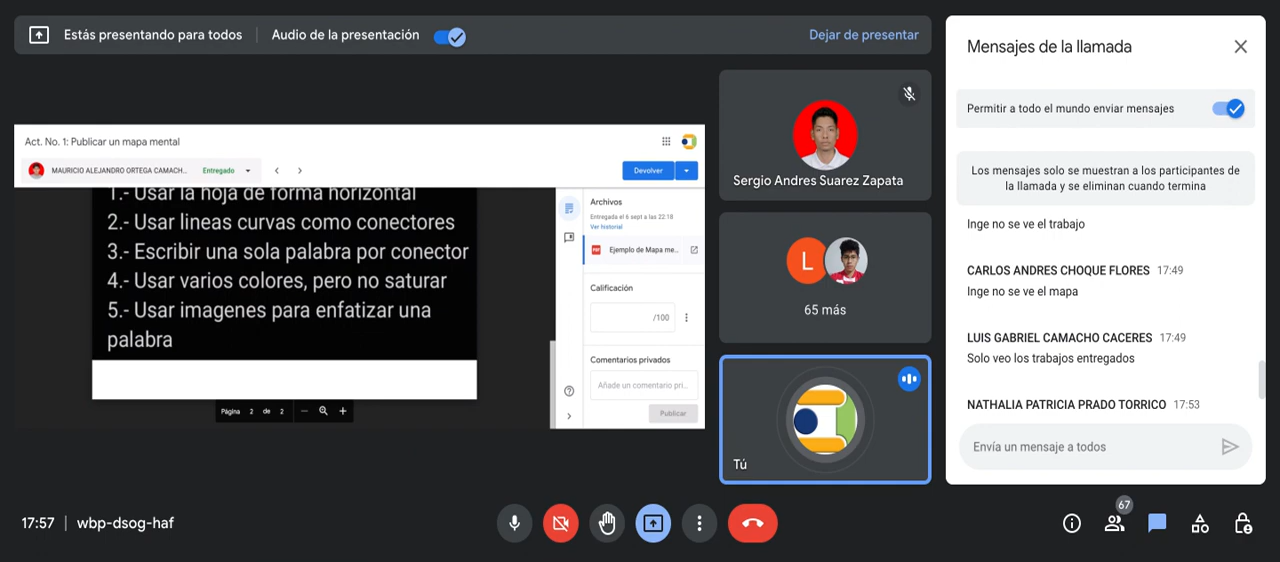 Estás presentando para todos
Audio de la presentación
Dejar de presentar
Act. No. 1: Publicar un mapa mental
MAURICIO ALEJANDRO ORTEGA CAMACH...
Entregado
Devolver
1.- Usar la hoja de forma horizontal
2.- Usar lineas curvas como conectores
3.- Escribir una sola palabra por conector
4.- Usar varios colores, pero no saturar
5.- Usar imagenes para enfatizar una
palabra
Página 2 de 2
Archivos
Entregada el 6 sept a las 22:18
Ver historial
PDF
Ejemplo de Mapa me...
Calificación
/100
Comentarios privados
Añade un comentario pri...
Publicar
Sergio Andres Suarez Zapata
L
65 más
Tú
Mensajes de la llamada
Permitir a todo el mundo enviar mensajes
Los mensajes solo se muestran a los participantes de
la llamada y se eliminan cuando termina
Inge no se ve el trabajo
CARLOS ANDRES CHOQUE FLORES 17:49
Inge no se ve el mapa
LUIS GABRIEL CAMACHO CACERES 17:49
Solo veo los trabajos entregados
NATHALIA PATRICIA PRADO TORRICO 17:53
Envía un mensaje a todos
17:57 | wbp-dsog-haf
67